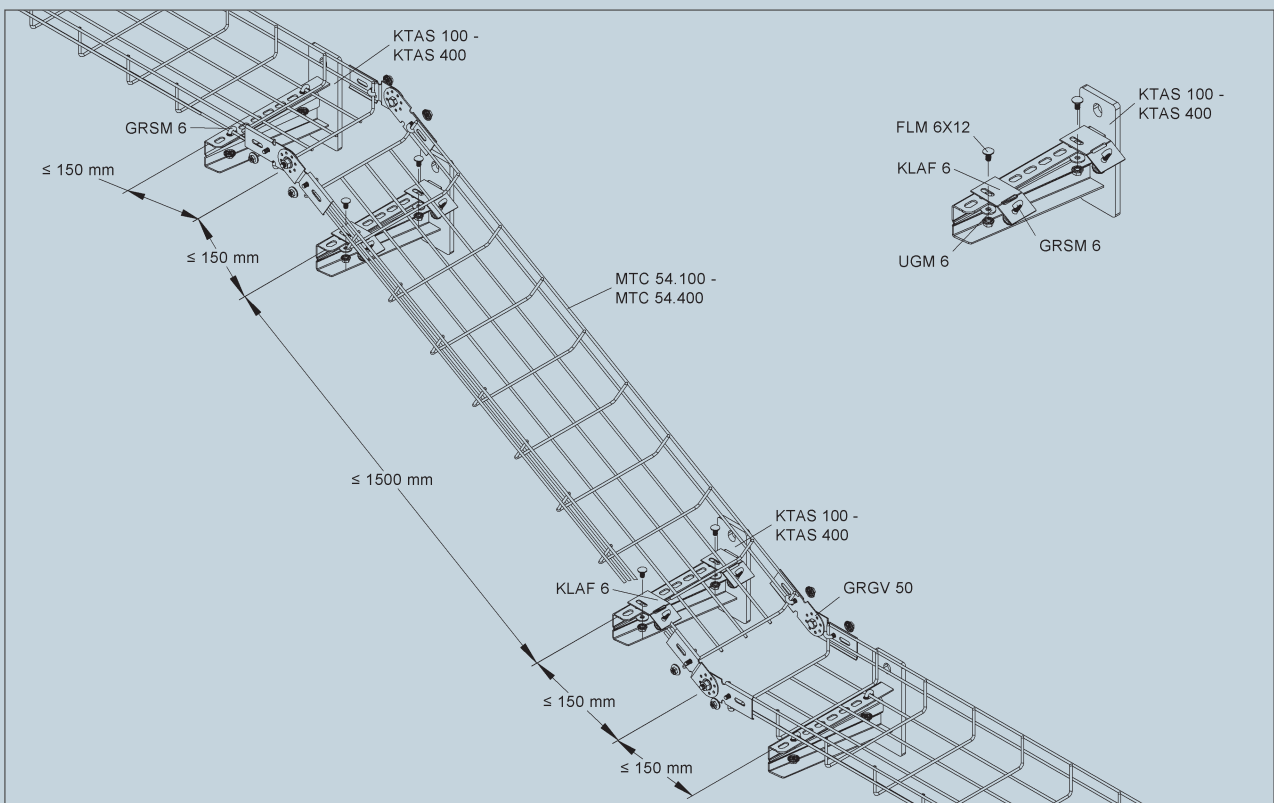 KTAS 100 -
KTAS 400
GRSM 6
≤ 150 mm
≤ 150 mm
MTC 54.100 -
MTC 54.400
≤ 1500 mm
KTAS 100 -
KTAS 400
KLAF 6
GRGV 50
≤ 150 mm
≤ 150 mm
KTAS 100 -
KTAS 400
FLM 6X12
KLAF 6
GRSM 6
UGM 6